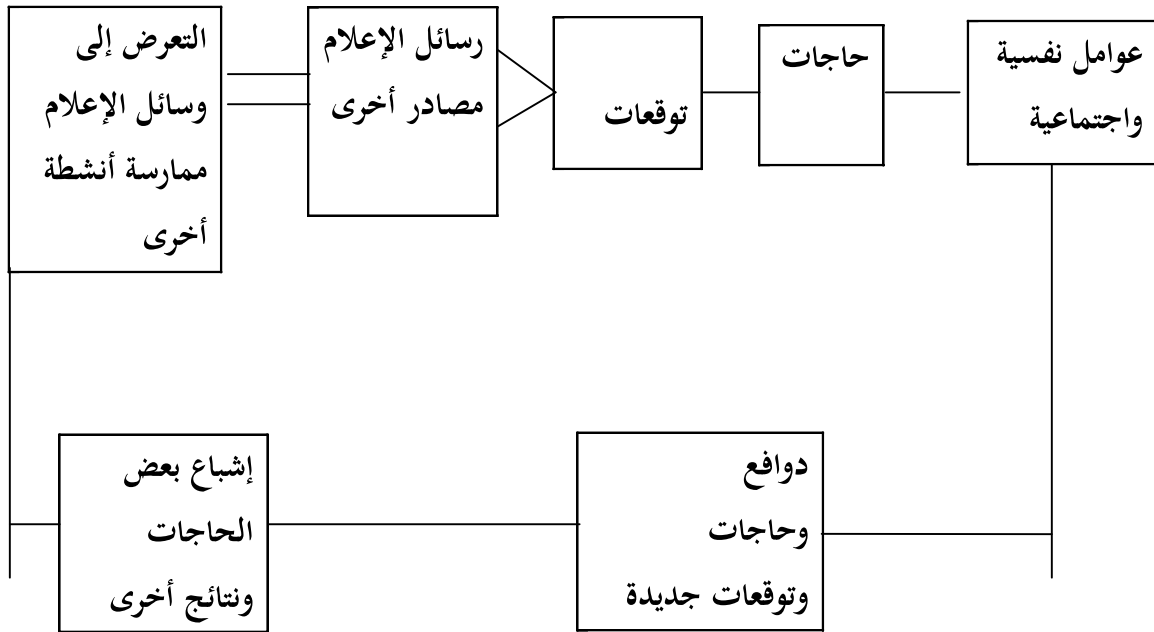 عوامل نفسية
واجتماعية
حاجات
توقعات
رسائل الإعلام
مصادر أخرى
التعرض إلى
وسائل الإعلام
ممارسة أنشطة
أخرى
دوافع
وحاجات
وتوقعات جديدة
إشباع بعض
الحاجات
ونتائج أخرى